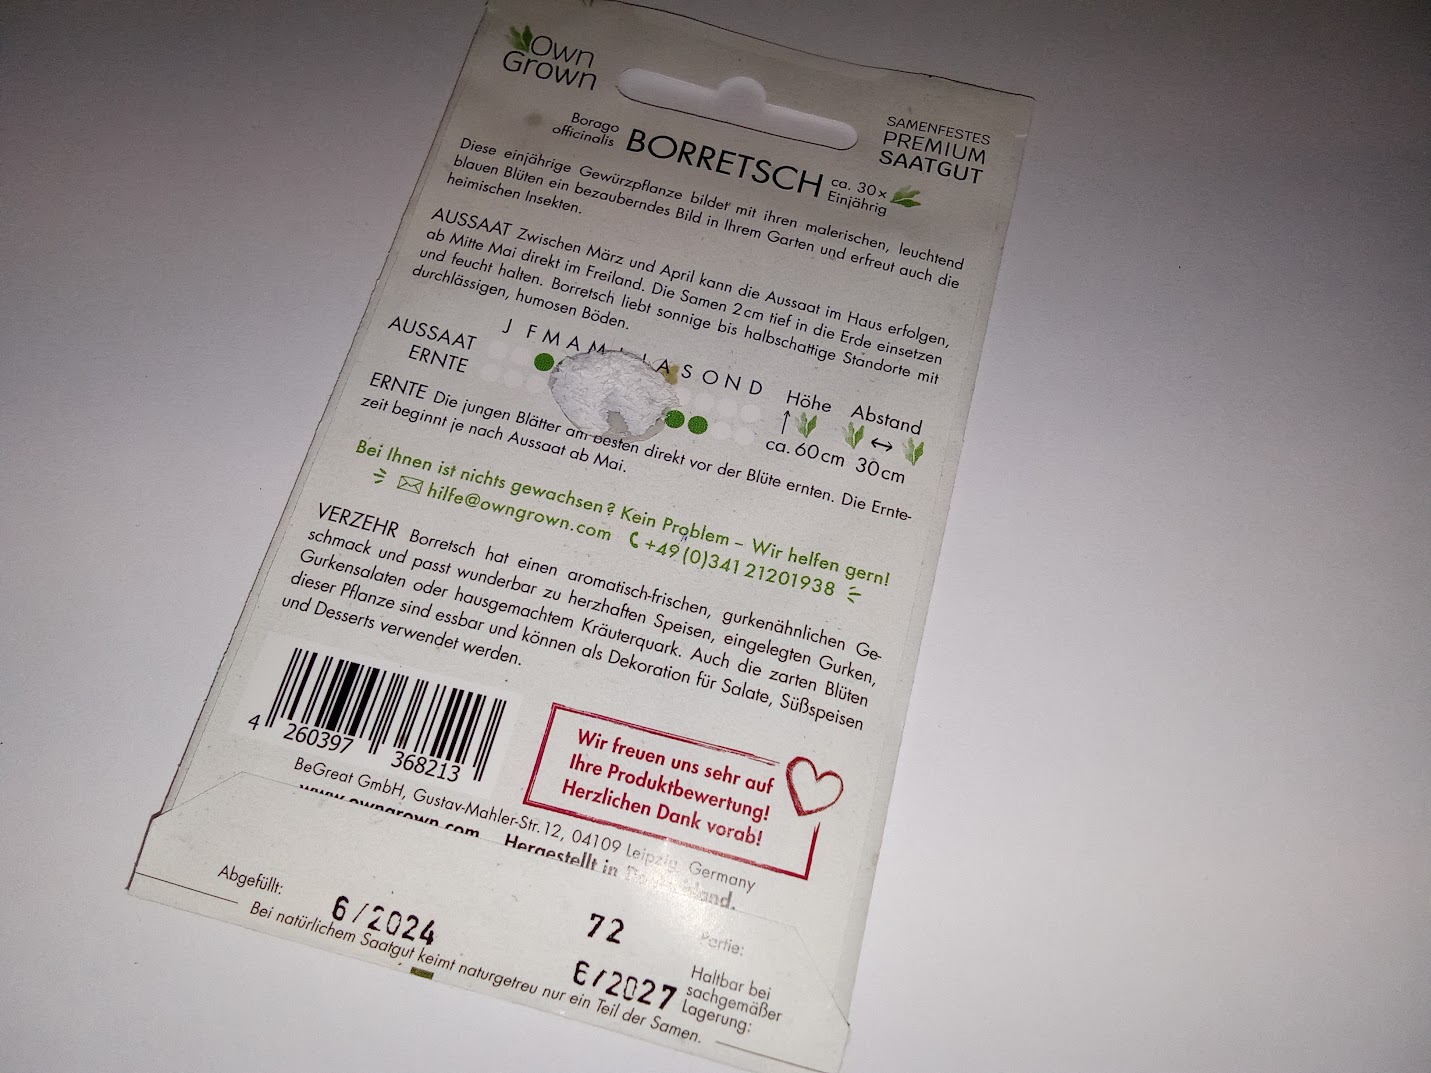 Own
Grown
SAMENFESTES
PREMIUM
SAATGUT
Borago
officinalis
BORRETSCH
ca. 30x
Einjährig
Diese einjährige Gewürzpflanze bildet mit ihren malerischen, leuchtend
blauen Blüten ein bezauberndes Bild in Ihrem Garten und erfreut auch die
heimischen Insekten.
AUSSAAT Zwischen März und April kann die Aussaat im Haus erfolgen,
ab Mitte Mai direkt im Freiland. Die Samen 2cm tief in die Erde einsetzen
und feucht halten. Borretsch liebt sonnige bis halbschattige Standorte mit
durchlässigen, humosen Böden.
J F M A M A S O N D
AUSSAAT
ERNTE
Höhe
ca. 60cm
Abstand
30cm
ERNTE Die jungen Blätter am besten direkt vor der Blüte ernten. Die Ernte-
zeit beginnt je nach Aussaat ab Mai.
Bei Ihnen ist nichts gewachsen? Kein Problem – Wir helfen gern!
hilfe@owngrown.com +49(0)341 21201938
VERZEHR Borretsch hat einen aromatisch-frischen, gurkenähnlichen Ge-
schmack und passt wunderbar zu herzhaften Speisen, eingelegten Gurken,
Gurkensalaten oder hausgemachtem Kräuterquark. Auch die zarten Blüten
dieser Pflanze sind essbar und können als Dekoration für Salate, Süßspeisen
und Desserts verwendet werden.
4 260397 368213
Wir freuen uns sehr auf
Ihre Produktbewertung!
Herzlichen Dank vorab!
BeGreat GmbH, Gustav-Mahler-Str. 12, 04109 Leipzig, Germany
www.owngrown.com Hergestellt in
Abgefüllt:
6/2024
72
Partie:
6/2027
Haltbar bei
sachgemäßer
Lagerung:
Bei natürlichem Saatgut keimt naturgetreu nur ein Teil der Samen.